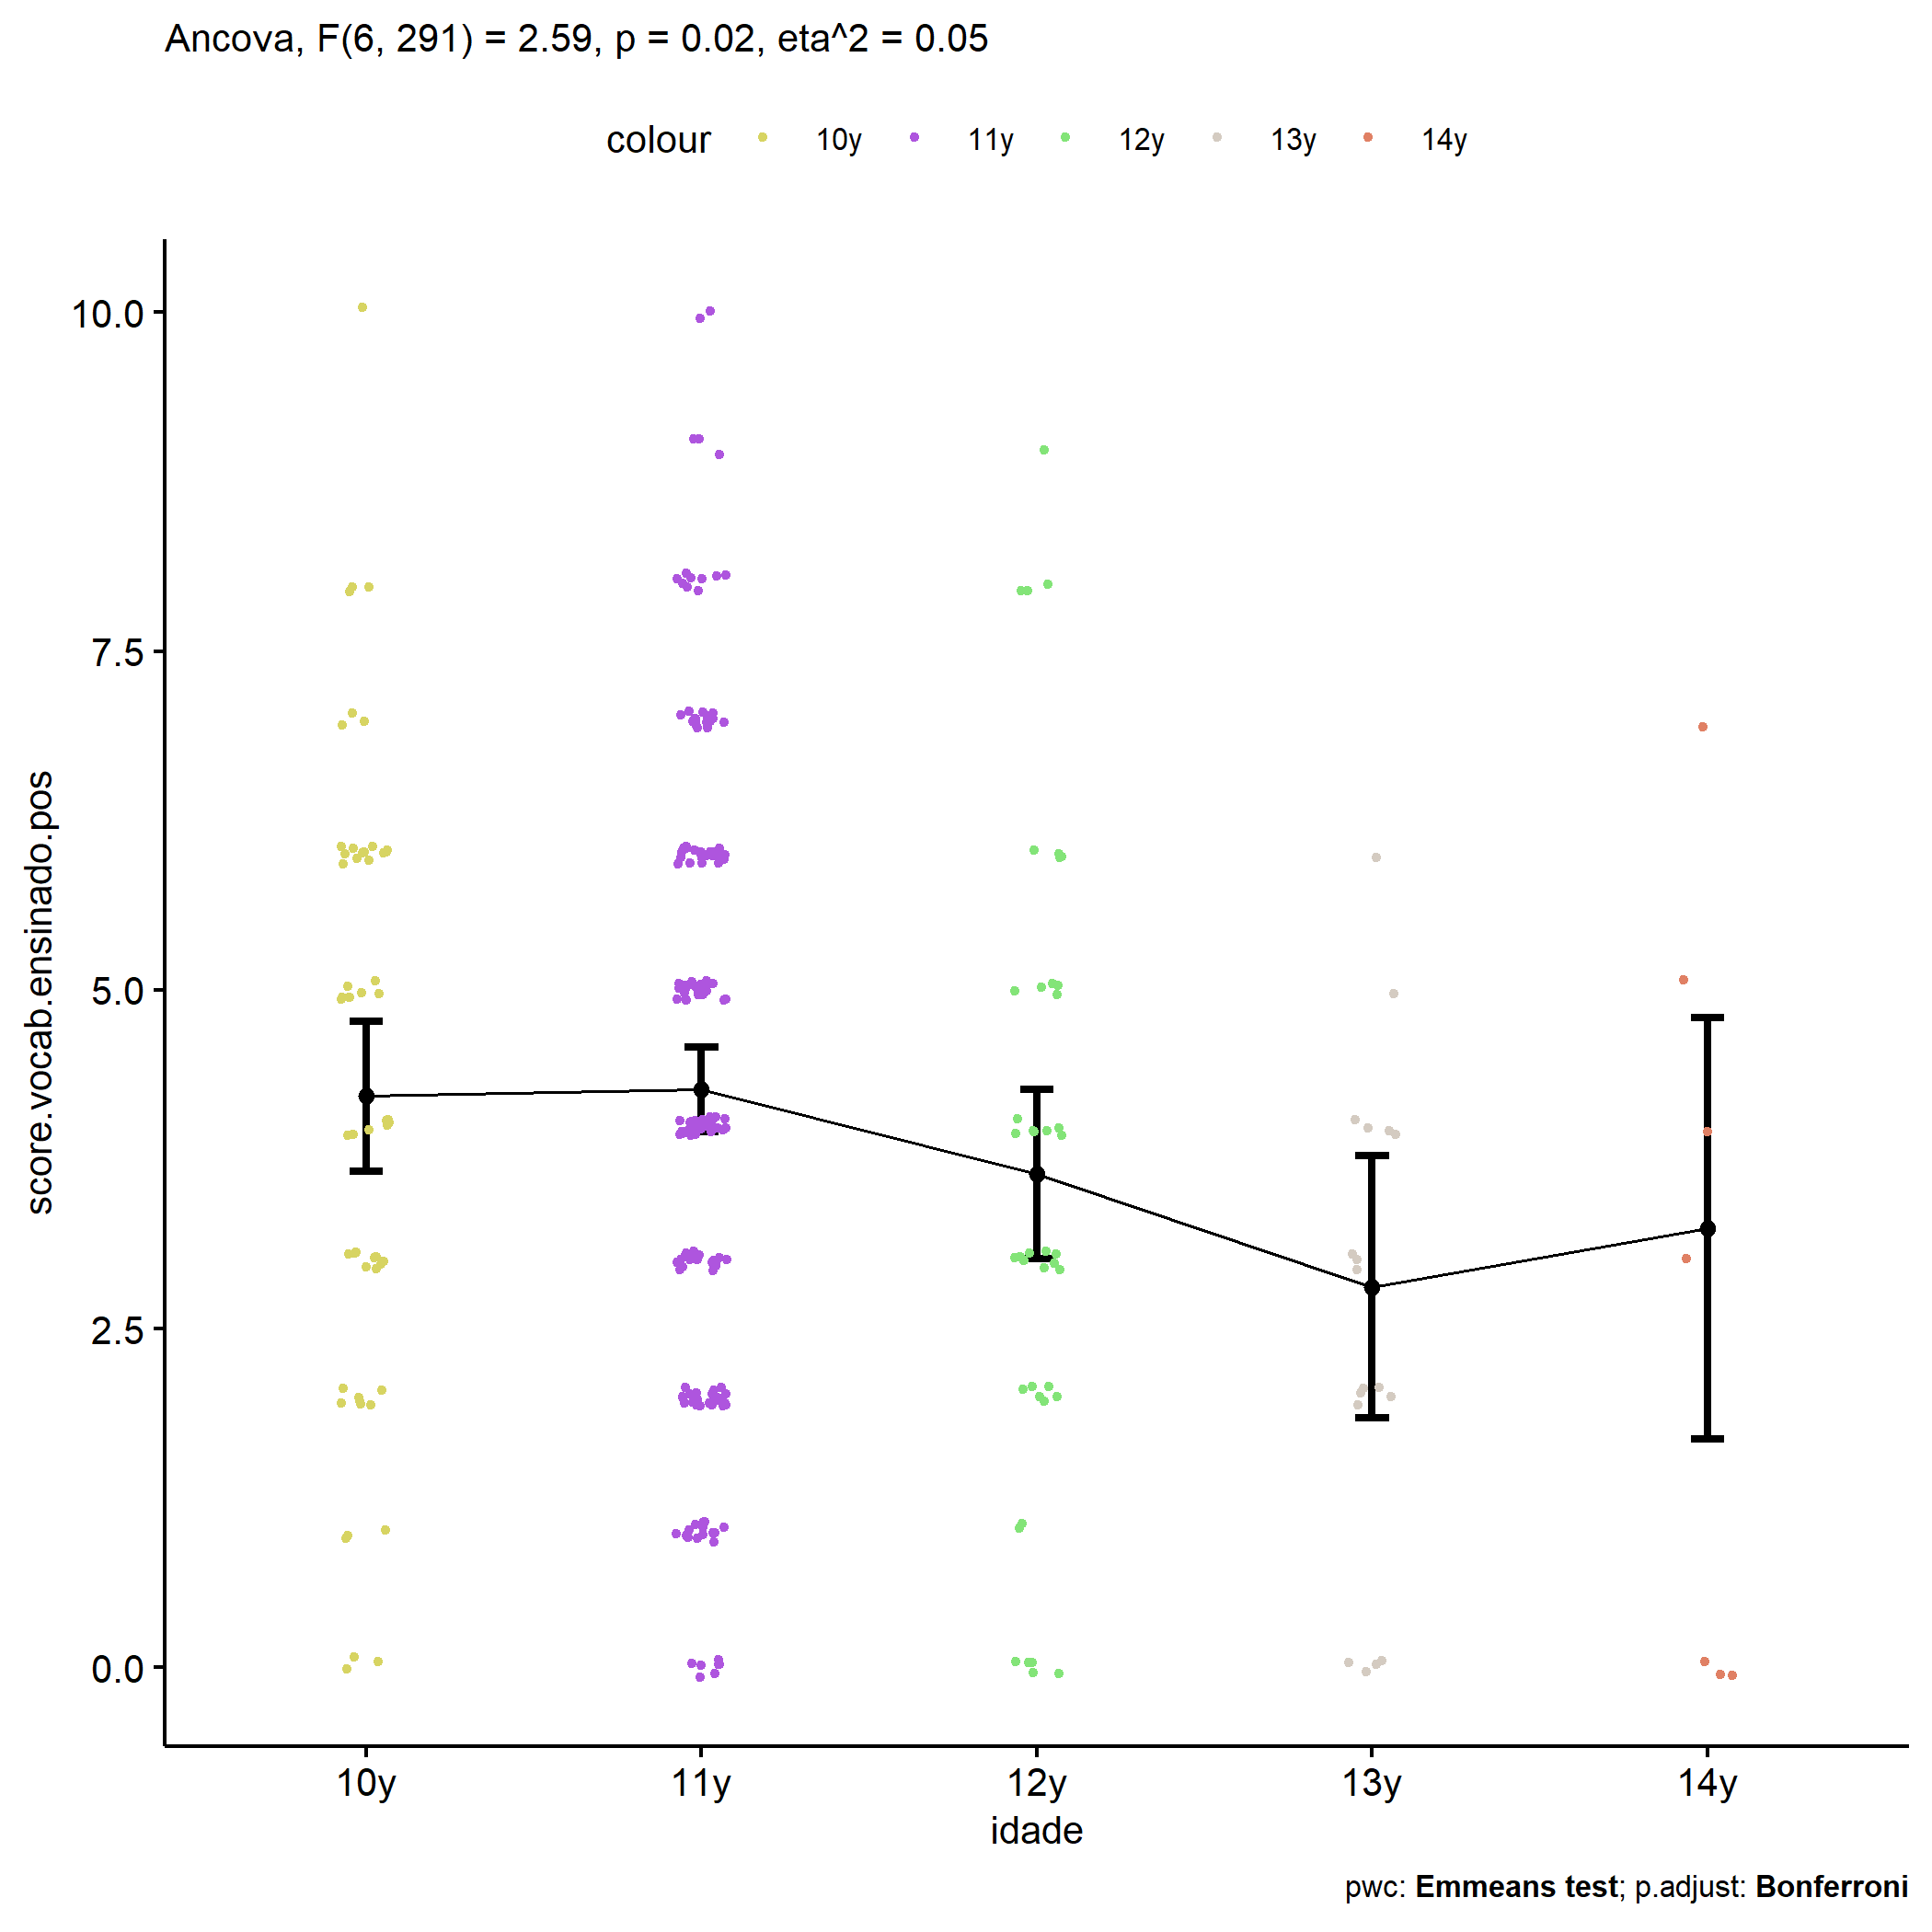 Ancova, F(6, 291) = 2.59, p = 0.02, eta^2 = 0.05
colour 10y 11y 12y 13y 14y
score.vocab.ensinado.pos
10.0
7.5
5.0
2.5
0.0
10y 11y 12y 13y 14y
idade
pwc: Emmeans test; p.adjust: Bonferroni